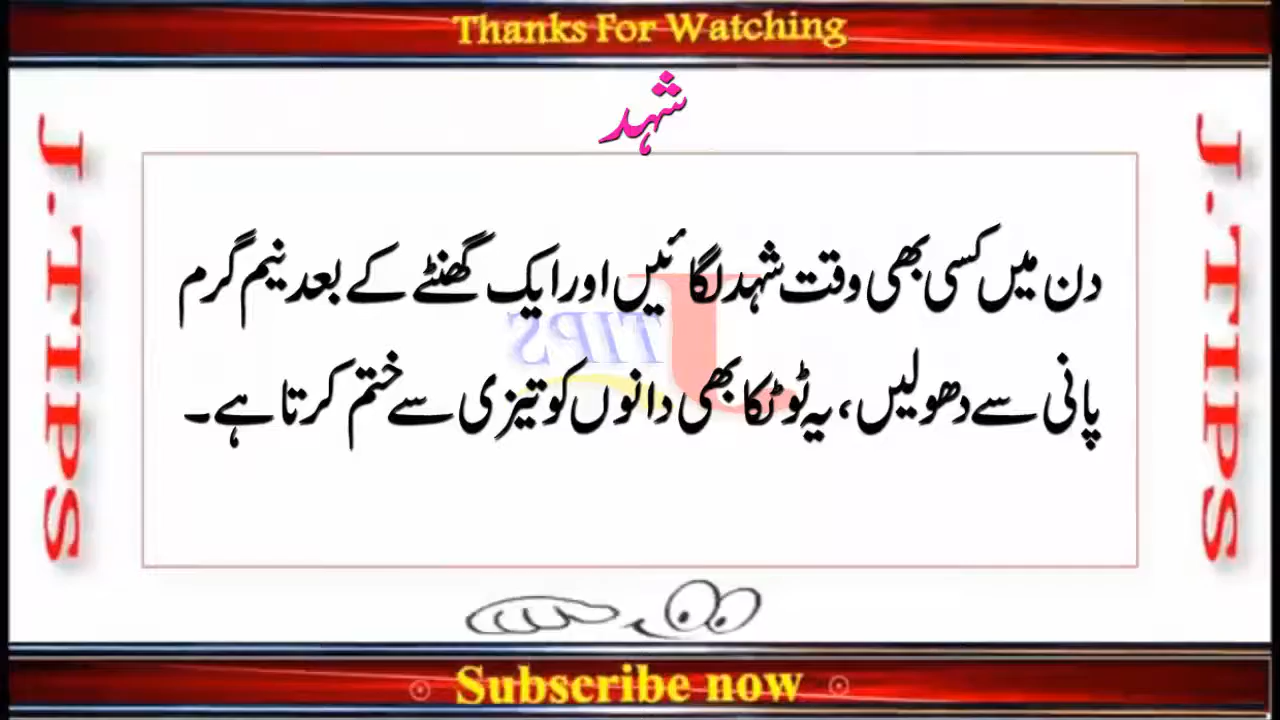 Thanks For Watching
شہد
J.TIPS
J.TIPS
دن میں کسی بھی وقت شہد لگائیں اور ایک گھنٹے کے بعد نیم گرم
پانی سے دھولیں، یہ ٹوٹکا بھی دانوں کو تیزی سے ختم کرتا ہے۔
J TIPS
Subscribe now